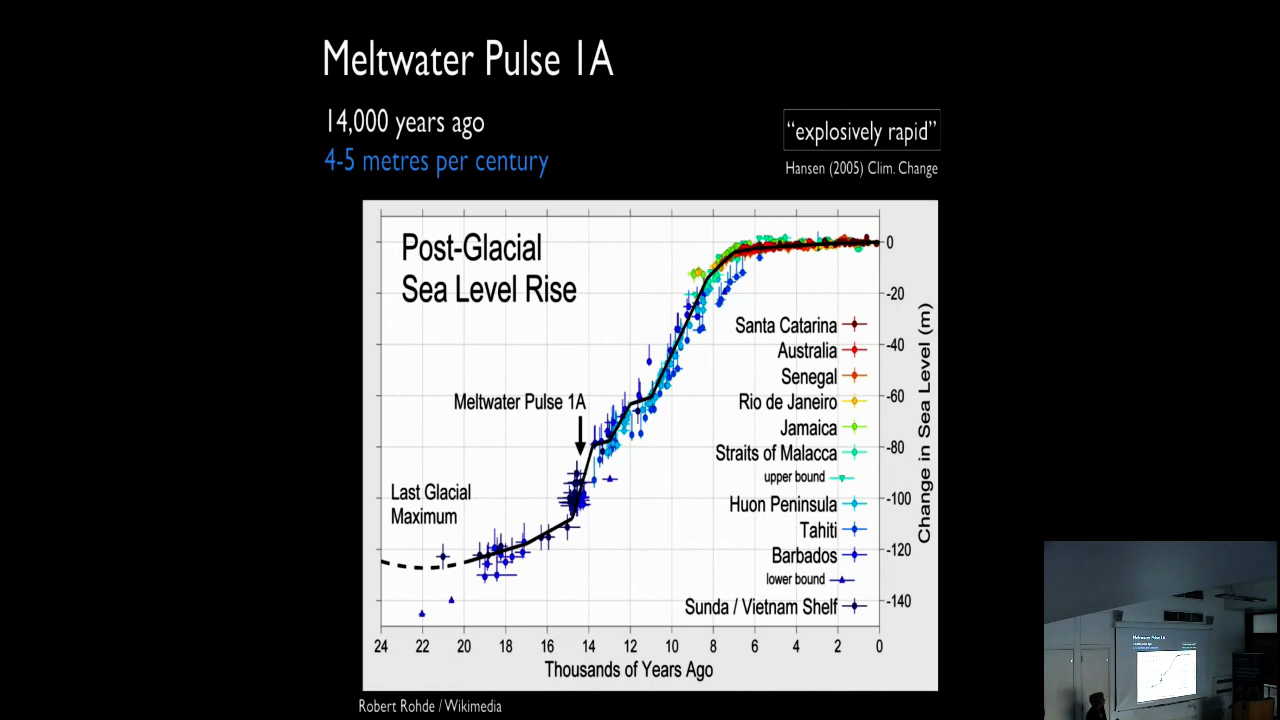 Meltwater Pulse 1A
14,000 years ago
4-5 metres per century
“explosively rapid”
Hansen (2005) Clim. Change
Post-Glacial
Sea Level Rise
Meltwater Pulse 1A
Last Glacial
Maximum
Santa Catarina
Australia
Senegal
Rio de Janeiro
Jamaica
Straits of Malacca
upper bound
Huon Peninsula
Tahiti
Barbados
lower bound
Sunda / Vietnam Shelf
0
-20
-40
-60
-80
-100
-120
-140
Change in Sea Level (m)
24 22 20 18 16 14 12 10 8 6 4 2 0
Thousands of Years Ago
Robert Rohde / Wikimedia
Meltwater Pulse 1A